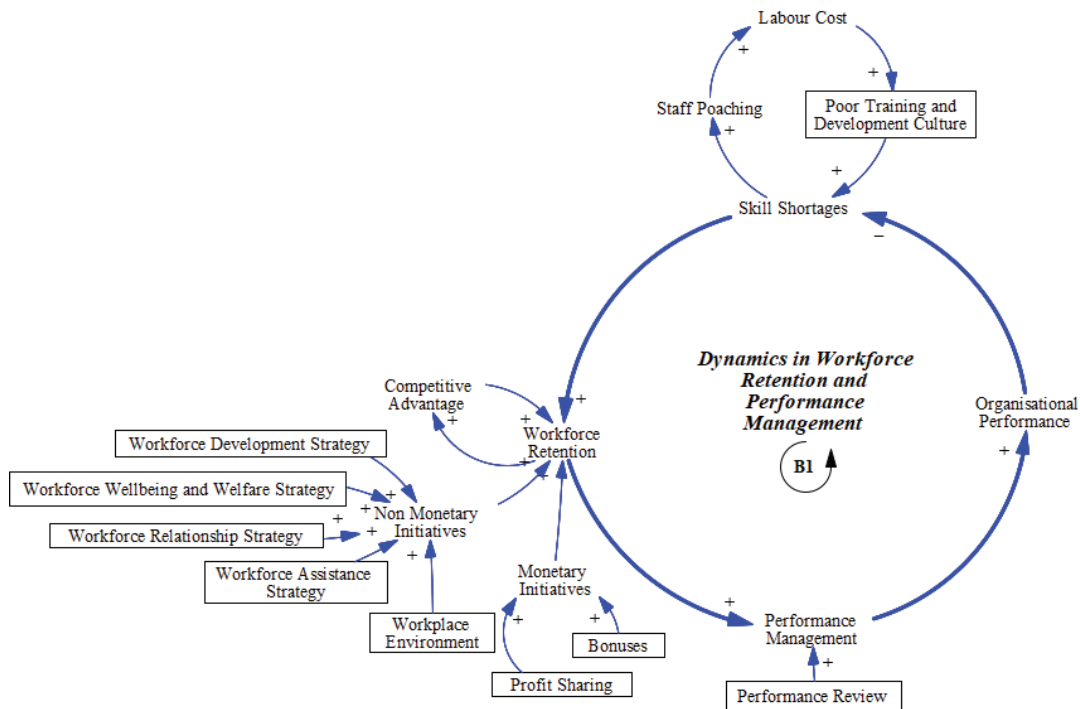 Labour Cost
+
+
Staff Poaching
Poor Training and
Development Culture
+
+
Skill Shortages
−
Dynamics in Workforce
Retention and
Performance
Management
B1
Organisational
Performance
+
Competitive
Advantage
+
+
+
Workforce
Retention
+
+
Workforce Development Strategy
Workforce Wellbeing and Welfare Strategy
Workforce Relationship Strategy
Workforce Assistance
Strategy
+
+
+
+
+
Non Monetary
Initiatives
Workplace
Environment
Monetary
Initiatives
+
+
Bonuses
Profit Sharing
+
Performance
Management
+
Performance Review